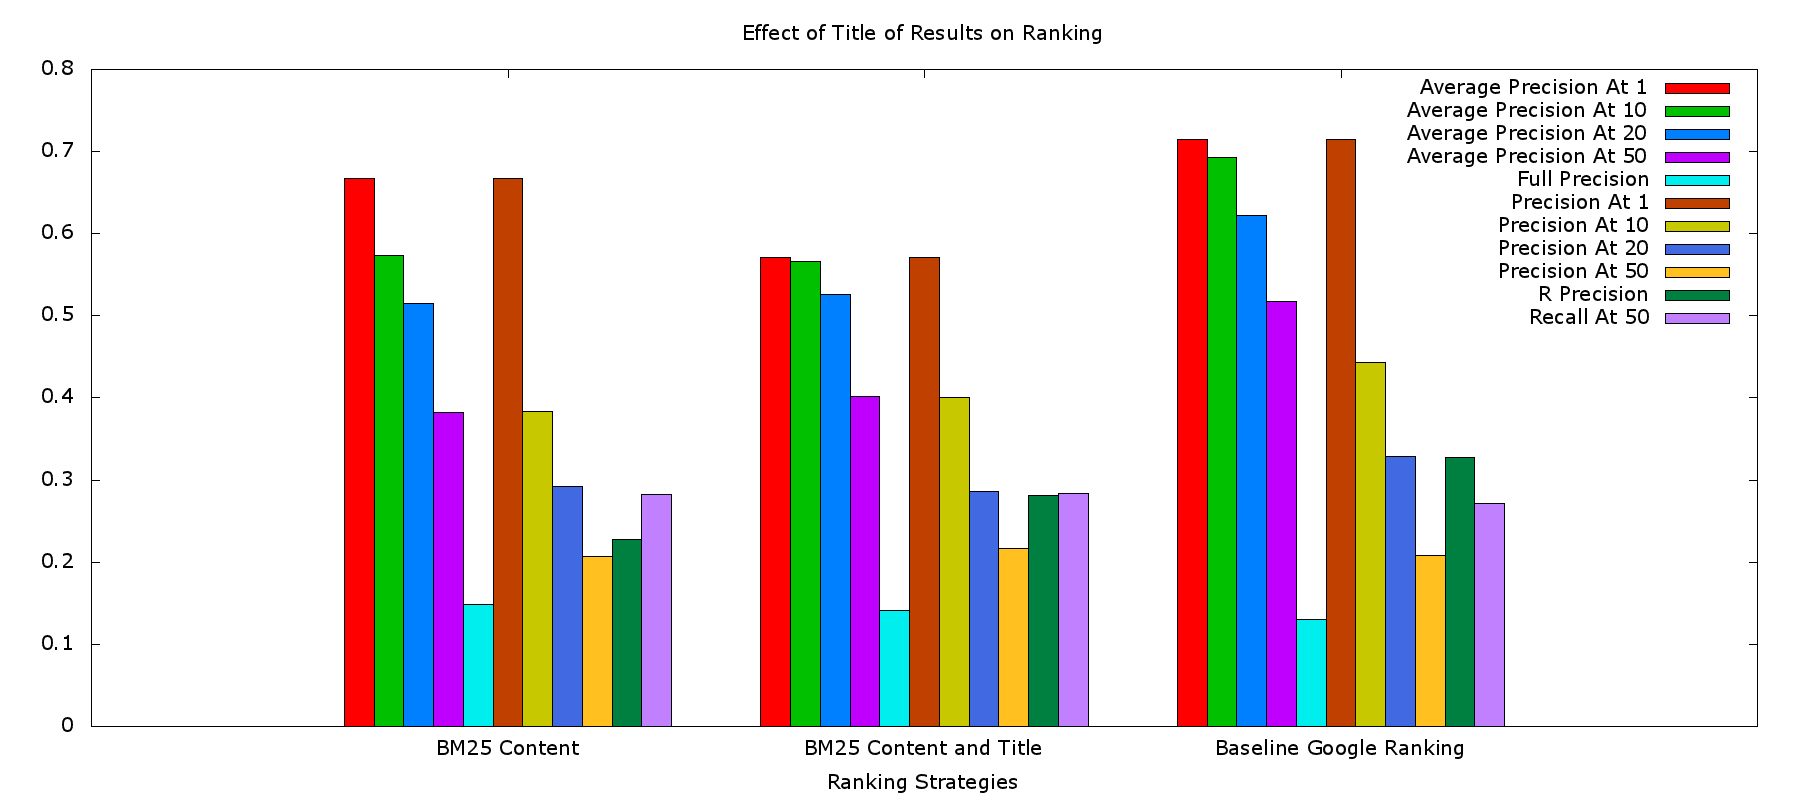 Effect of Title of Results on Ranking
0.8
0.7
0.6
0.5
0.4
0.3
0.2
0.1
0
Average Precision At 1
Average Precision At 10
Average Precision At 20
Average Precision At 50
Full Precision
Precision At 1
Precision At 10
Precision At 20
Precision At 50
R Precision
Recall At 50
BM25 Content
BM25 Content and Title
Baseline Google Ranking
Ranking Strategies